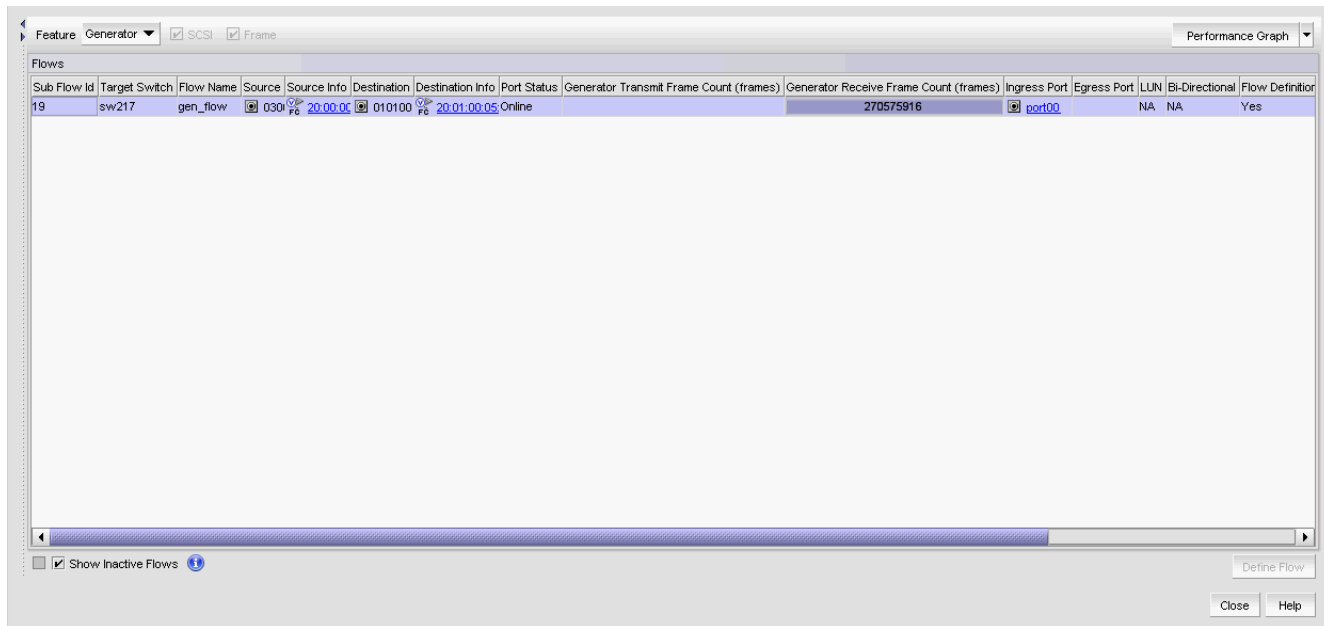 Feature Generator SCSI Frame Performance Graph
Flows
Sub Flow Id Target Switch Flow Name Source Source Info Destination Destination Info Port Status Generator Transmit Frame Count (frames) Generator Receive Frame Count (frames) Ingress Port Egress Port LUN Bi-Directional Flow Definition
19 sw217 gen_flow 030 20:00:00 010100 20:01:00:05: Online 270575916 port00 NA NA Yes
Show Inactive Flows Define Flow
Close Help